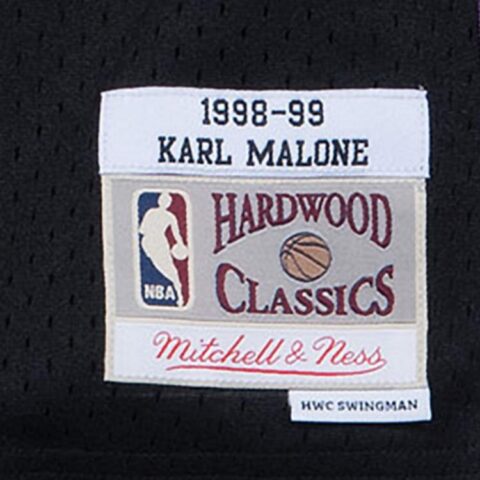 1998-99
KARL MALONE
NBA
HARDWOOD
CLASSICS
Mitchell & Ness
HWC SWINGMAN